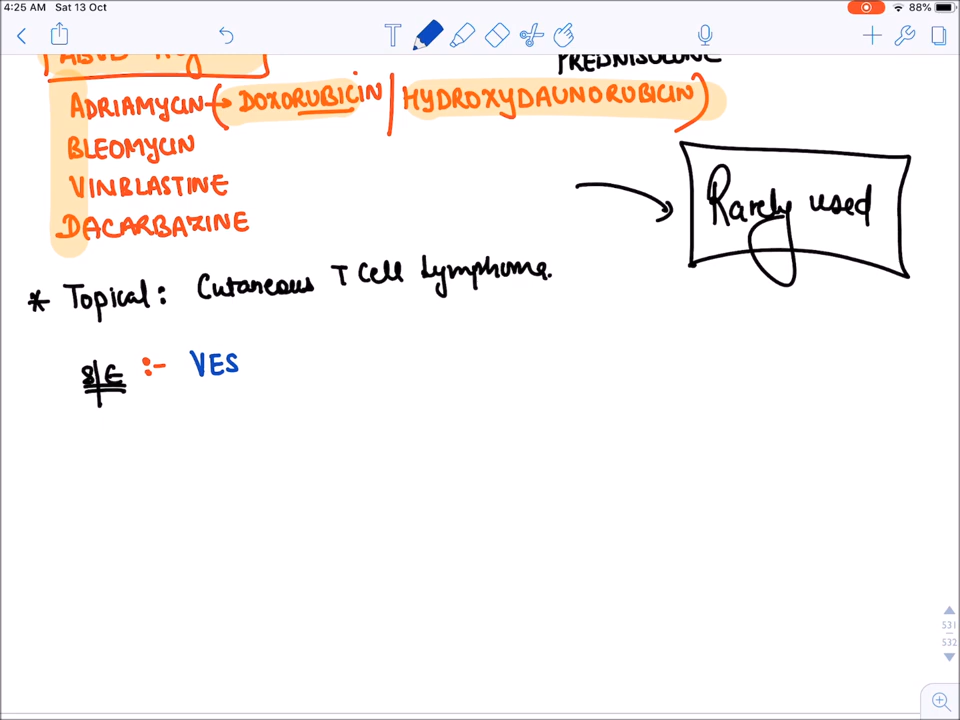 4:25 AM Sat 13 Oct 88%
T
ABVD
PREDNISOLONE
ADRIAMYCIN → (DOXORUBICIN | HYDROXYDAUNORUBICIN)
BLEOMYCIN
VINBLASTINE
DACARBAZINE
Rarely used
* Topical: Cutaneous T Cell Lymphoma.
S/E :- VES
531
532